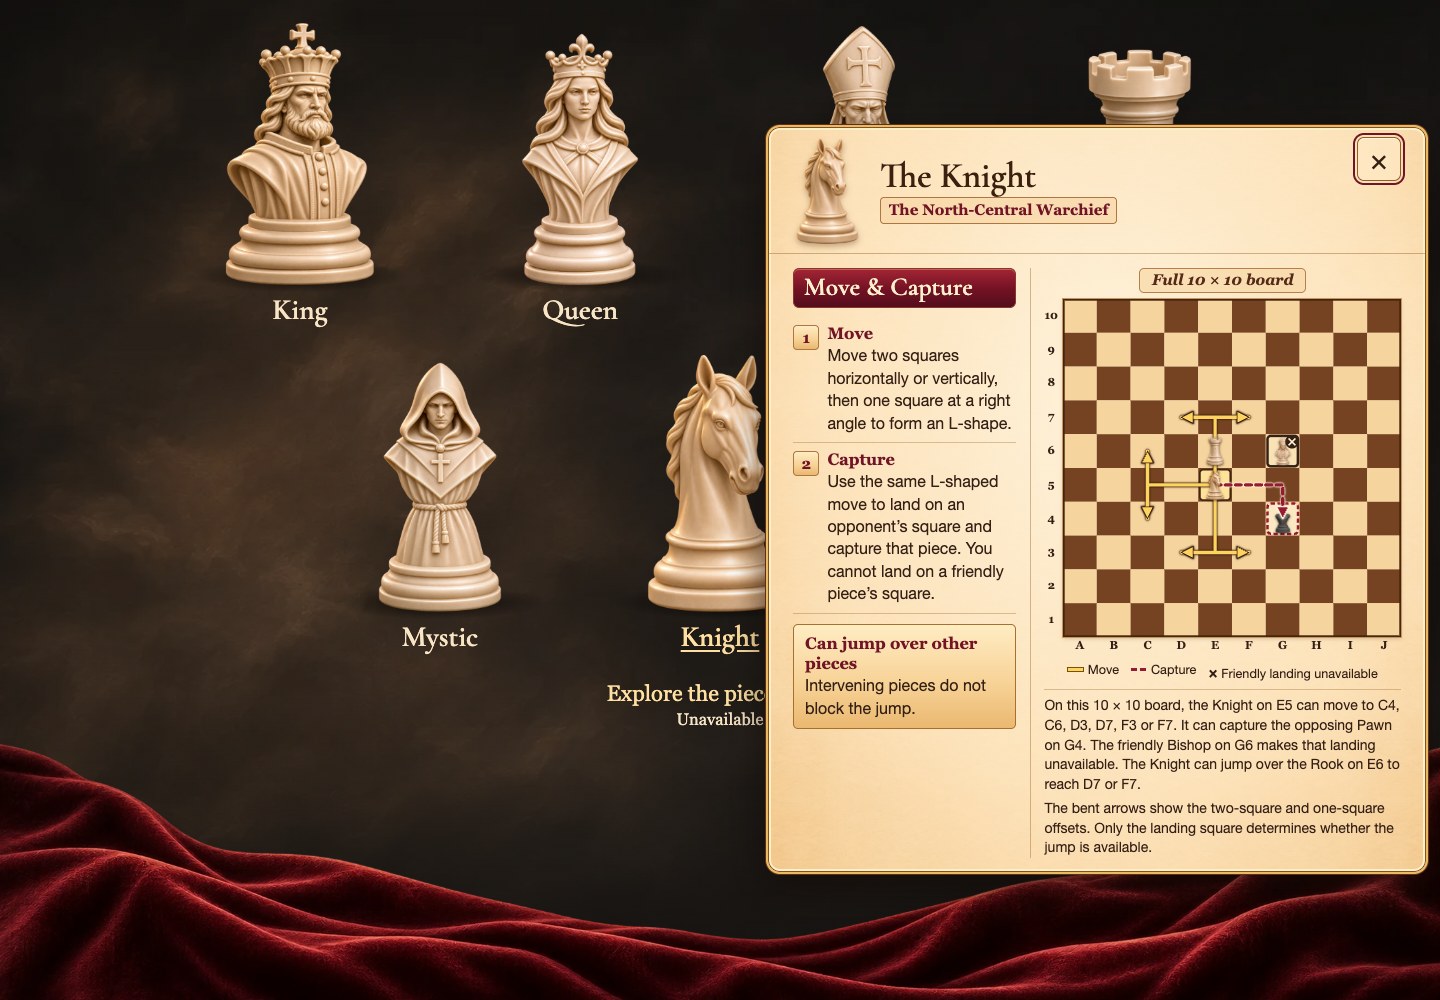 King
Queen
Mystic
Knight
Explore the piec
Unavailable
The Knight
The North-Central Warchief
×
Move & Capture
1
Move
Move two squares
horizontally or vertically,
then one square at a right
angle to form an L-shape.
2
Capture
Use the same L-shaped
move to land on an
opponent’s square and
capture that piece. You
cannot land on a friendly
piece’s square.
Can jump over other
pieces
Intervening pieces do not
block the jump.
Full 10 × 10 board
10
9
8
7
6
5
4
3
2
1
A B C D E F G H I J
Move Capture × Friendly landing unavailable
On this 10 × 10 board, the Knight on E5 can move to C4,
C6, D3, D7, F3 or F7. It can capture the opposing Pawn
on G4. The friendly Bishop on G6 makes that landing
unavailable. The Knight can jump over the Rook on E6 to
reach D7 or F7.
The bent arrows show the two-square and one-square
offsets. Only the landing square determines whether the
jump is available.